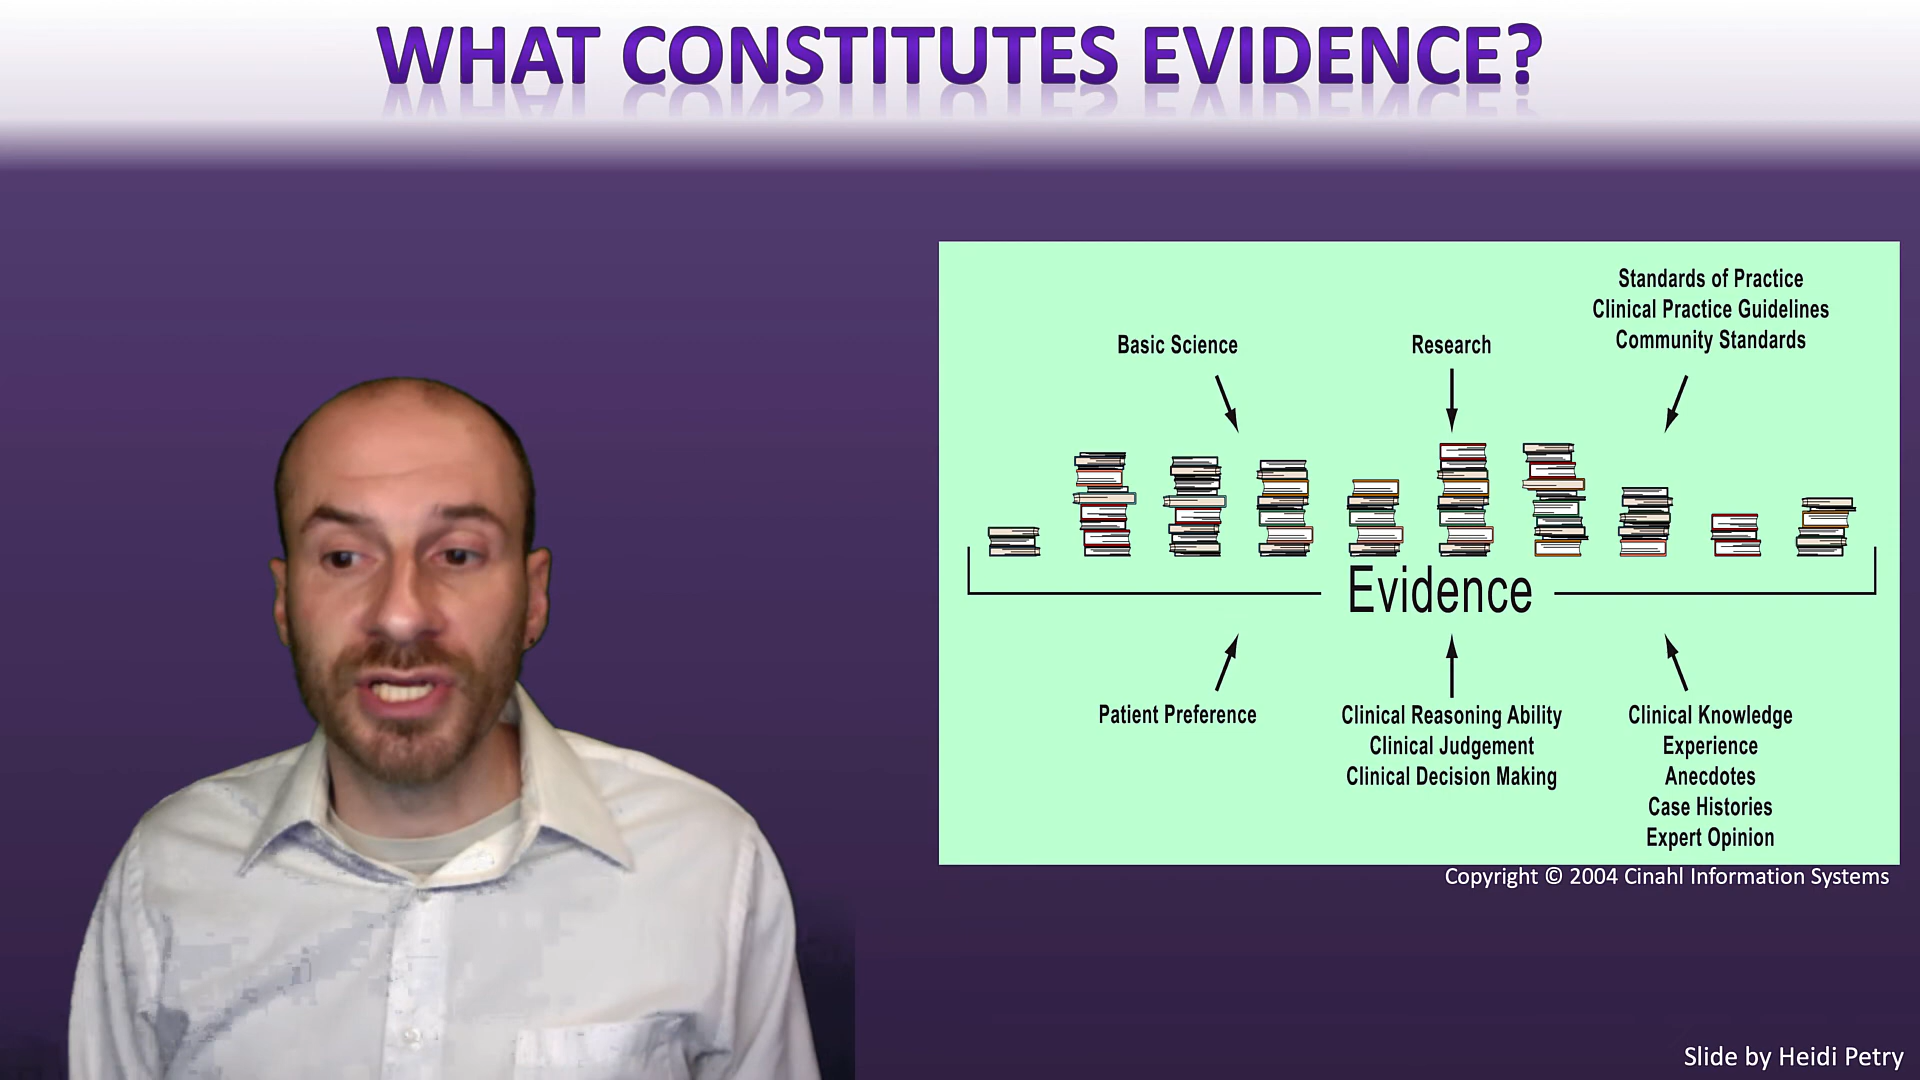 WHAT CONSTITUTES EVIDENCE?
Standards of Practice
Clinical Practice Guidelines
Community Standards
Basic Science
Research
Evidence
Patient Preference
Clinical Reasoning Ability
Clinical Judgement
Clinical Decision Making
Clinical Knowledge
Experience
Anecdotes
Case Histories
Expert Opinion
Copyright © 2004 Cinahl Information Systems
Slide by Heidi Petry